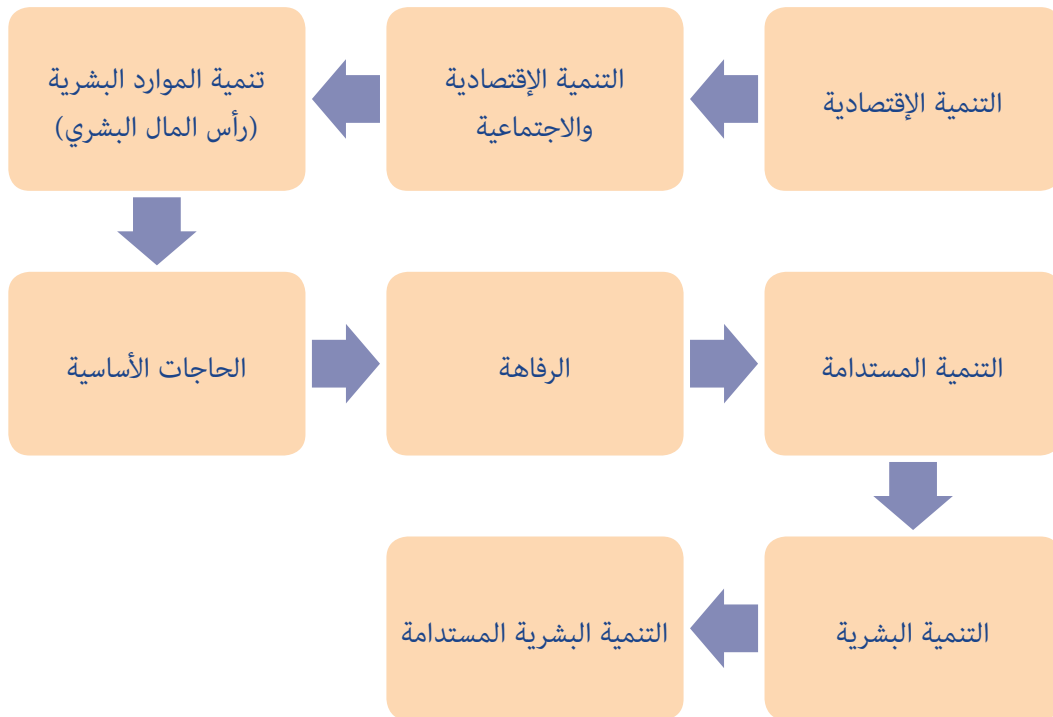 التنمية الإقتصادية
التنمية الإقتصادية
والاجتماعية
تنمية الموارد البشرية
(رأس المال البشري)
الحاجات الأساسية
الرفاهة
التنمية المستدامة
التنمية البشرية
التنمية البشرية المستدامة